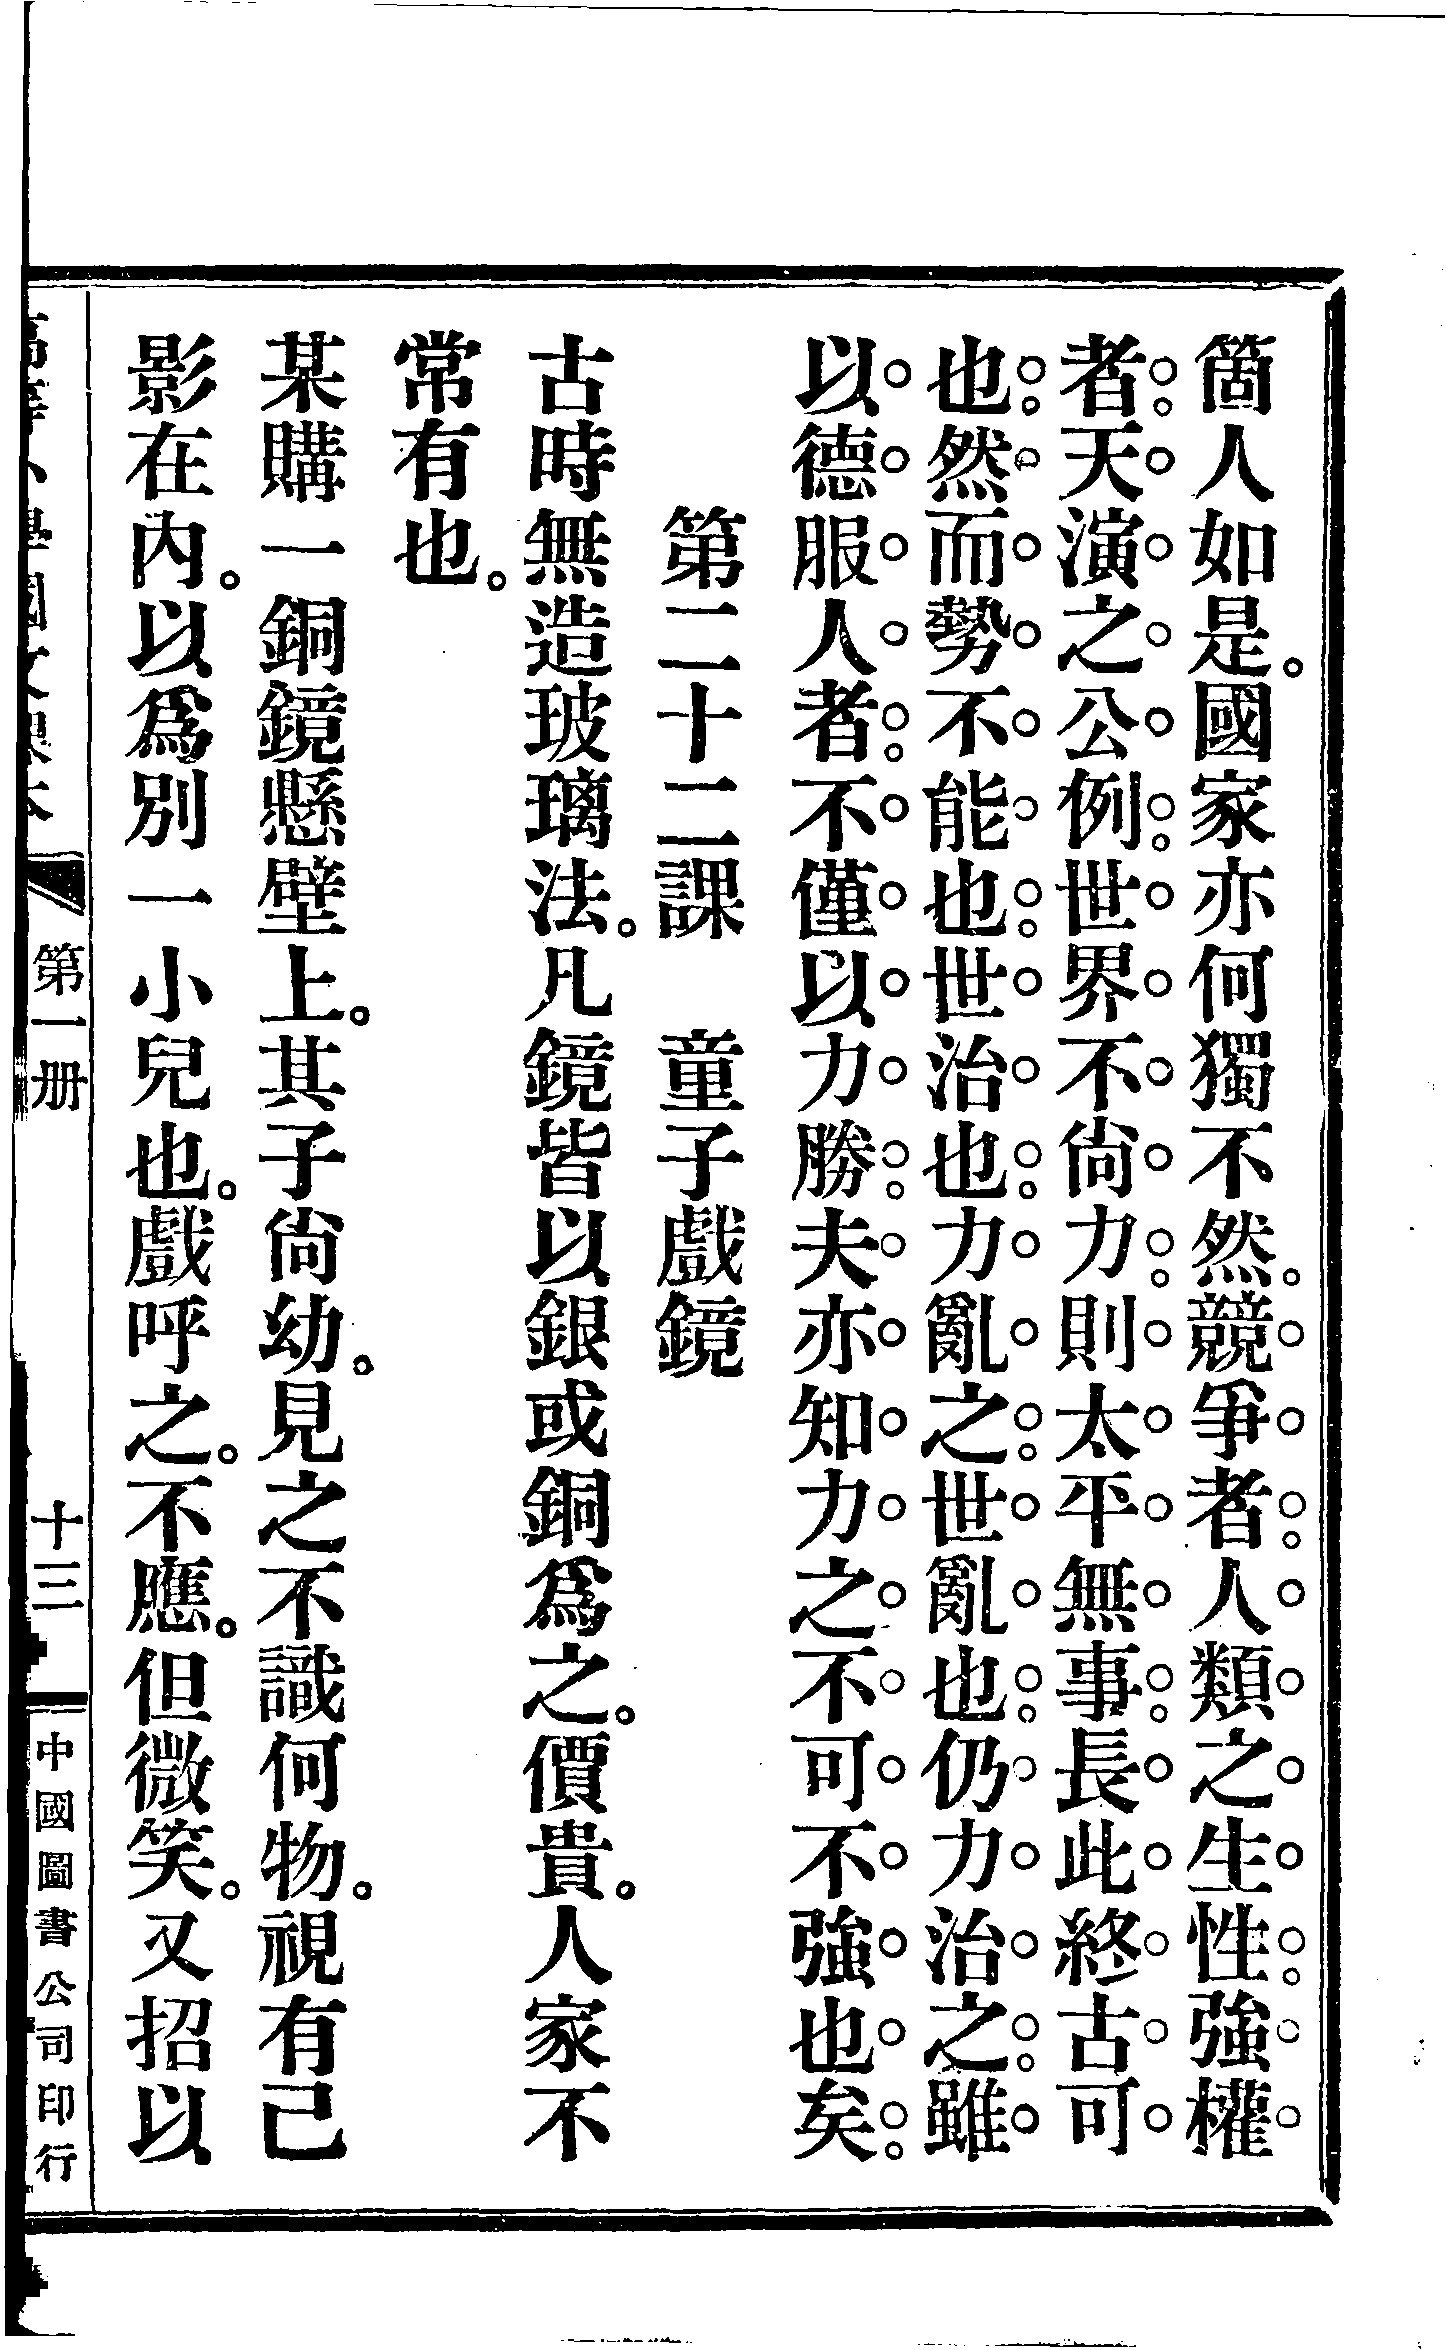 箇人如是。國家亦何獨不然。競爭者。人類之生性。強權
者。天演之公例。世界不尙力。則太平無事。長此終古可
也。然而勢不能也。世治也。力亂之。世亂也。仍力治之。雖
以德服人者。不僅以力勝。夫亦知力之不可不強也矣。
第二十二課　童子戲鏡
古時無造玻璃法。凡鏡皆以銀或銅爲之。價貴。人家不
常有也。
某購一銅鏡懸壁上。其子尙幼。見之不識何物。視有己
影在內。以爲別一小兒也。戲呼之。不應。但微笑。又招以
高等小學國文課本　第一册　十三　中國圖書公司印行